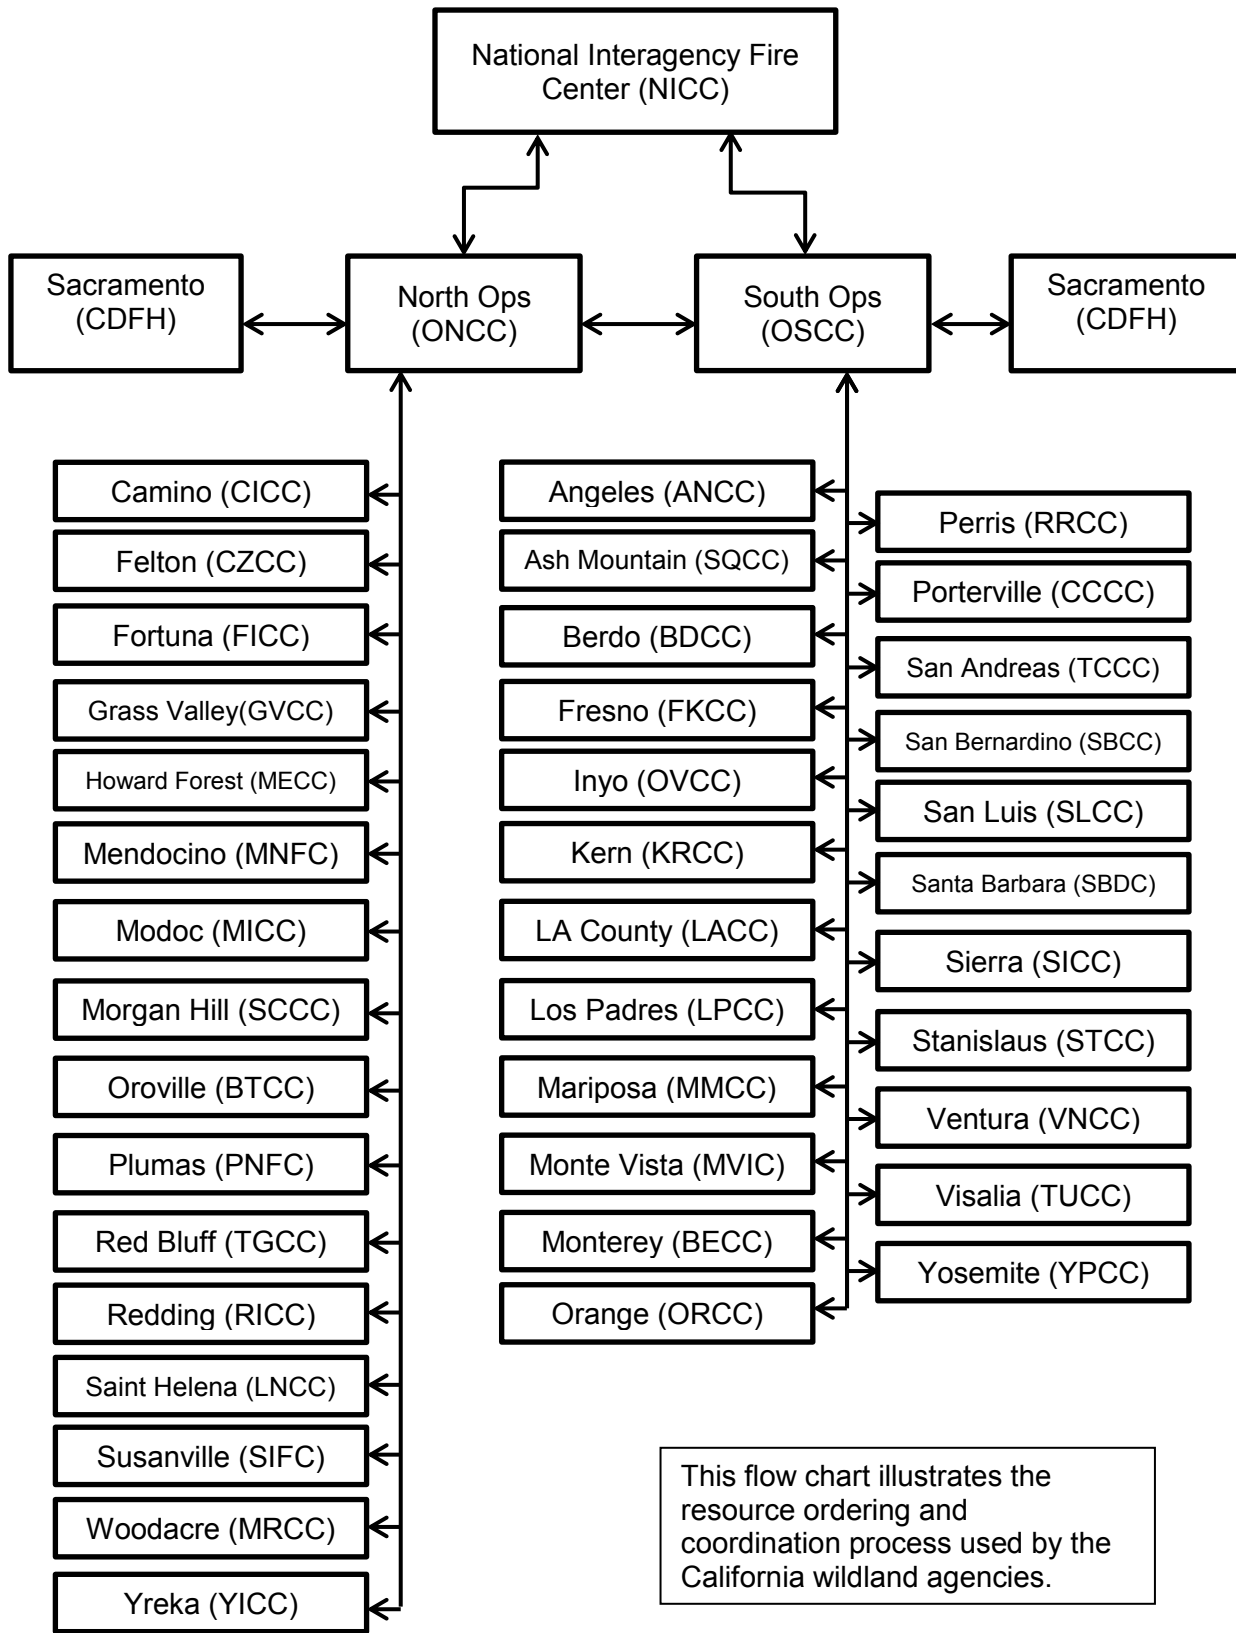 National Interagency Fire
Center (NICC)
Sacramento
(CDFH)
North Ops
(ONCC)
South Ops
(OSCC)
Sacramento
(CDFH)
Camino (CICC)
Felton (CZCC)
Fortuna (FICC)
Grass Valley(GVCC)
Howard Forest (MECC)
Mendocino (MNFC)
Modoc (MICC)
Morgan Hill (SCCC)
Oroville (BTCC)
Plumas (PNFC)
Red Bluff (TGCC)
Redding (RICC)
Saint Helena (LNCC)
Susanville (SIFC)
Woodacre (MRCC)
Yreka (YICC)
Angeles (ANCC)
Ash Mountain (SQCC)
Berdo (BDCC)
Fresno (FKCC)
Inyo (OVCC)
Kern (KRCC)
LA County (LACC)
Los Padres (LPCC)
Mariposa (MMCC)
Monte Vista (MVIC)
Monterey (BECC)
Orange (ORCC)
Perris (RRCC)
Porterville (CCCC)
San Andreas (TCCC)
San Bernardino (SBCC)
San Luis (SLCC)
Santa Barbara (SBDC)
Sierra (SICC)
Stanislaus (STCC)
Ventura (VNCC)
Visalia (TUCC)
Yosemite (YPCC)
This flow chart illustrates the
resource ordering and
coordination process used by the
California wildland agencies.